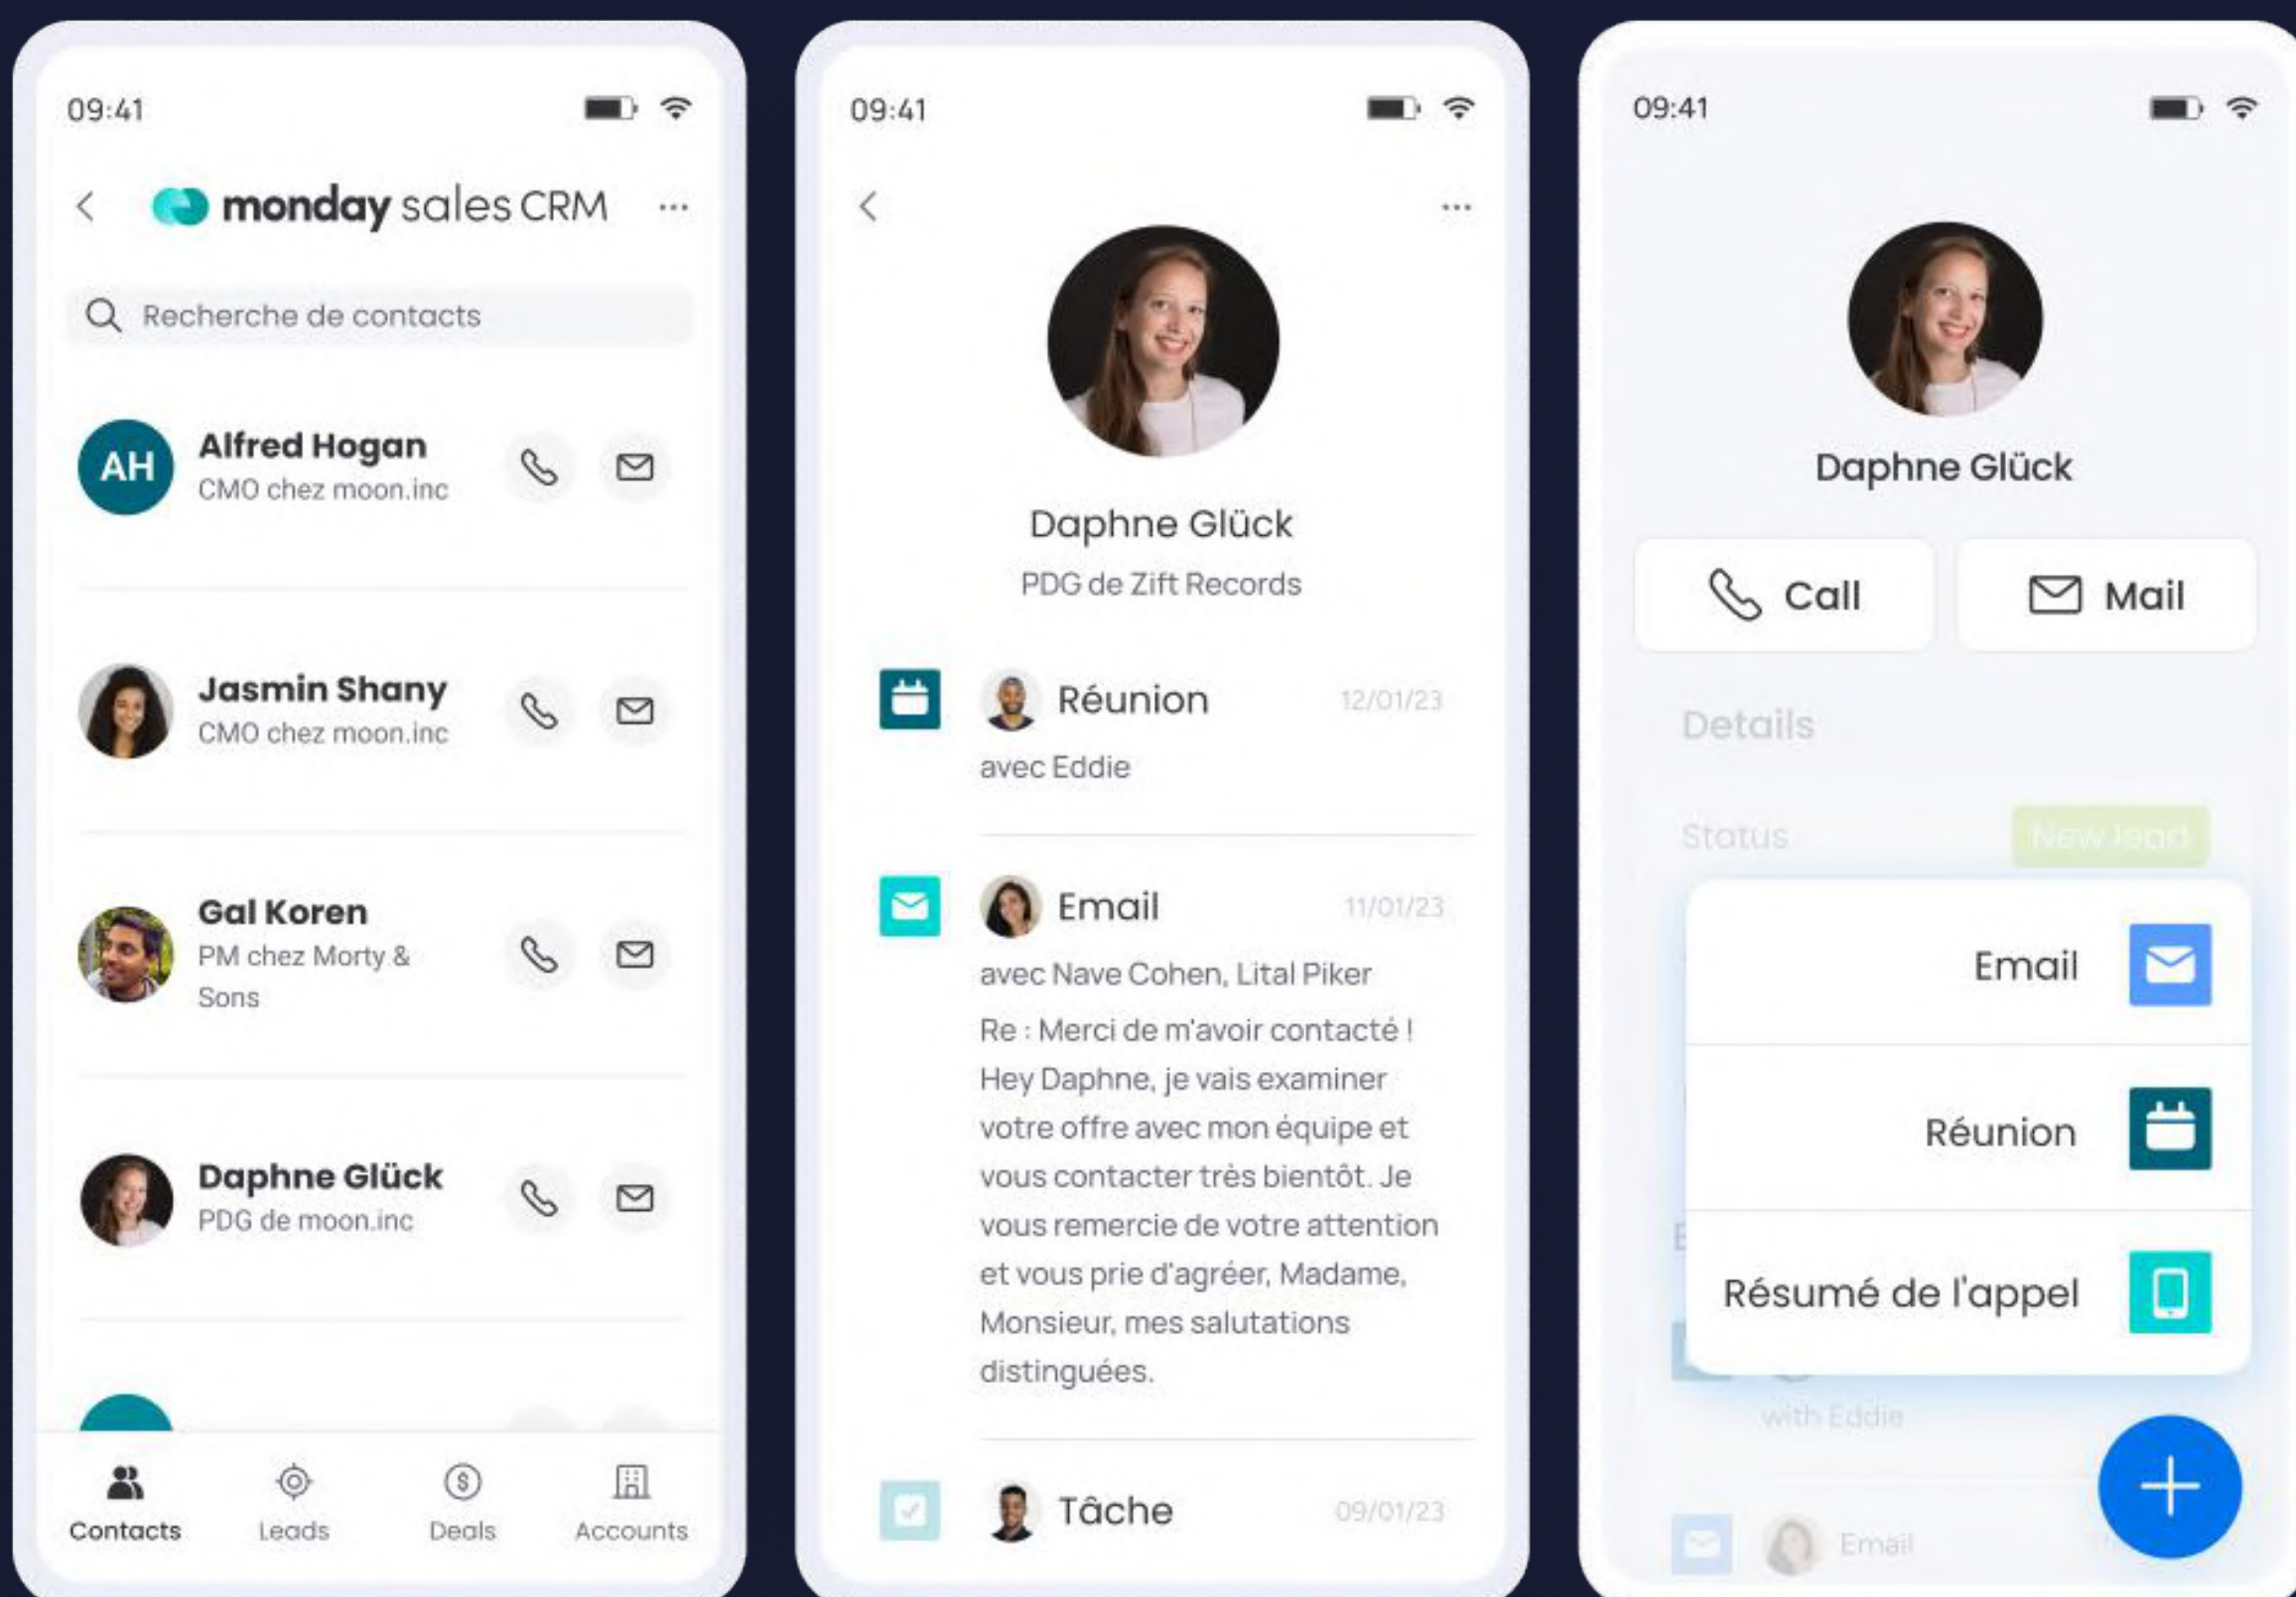 09:41
monday sales CRM
Recherche de contacts
AH
Alfred Hogan
CMO chez moon.inc
Jasmin Shany
CMO chez moon.inc
Gal Koren
PM chez Morty &
Sons
Daphne Glück
PDG de moon.inc
Contacts
Leads
Deals
Accounts
09:41
Daphne Glück
PDG de Zift Records
Réunion
12/01/23
avec Eddie
Email
11/01/23
avec Nave Cohen, Lital Piker
Re : Merci de m'avoir contacté !
Hey Daphne, je vais examiner
votre offre avec mon équipe et
vous contacter très bientôt. Je
vous remercie de votre attention
et vous prie d'agréer, Madame,
Monsieur, mes salutations
distinguées.
Tâche
09/01/23
09:41
Daphne Glück
Call
Mail
Details
Status
New lead
Email
Réunion
Résumé de l'appel
with Eddie
Email